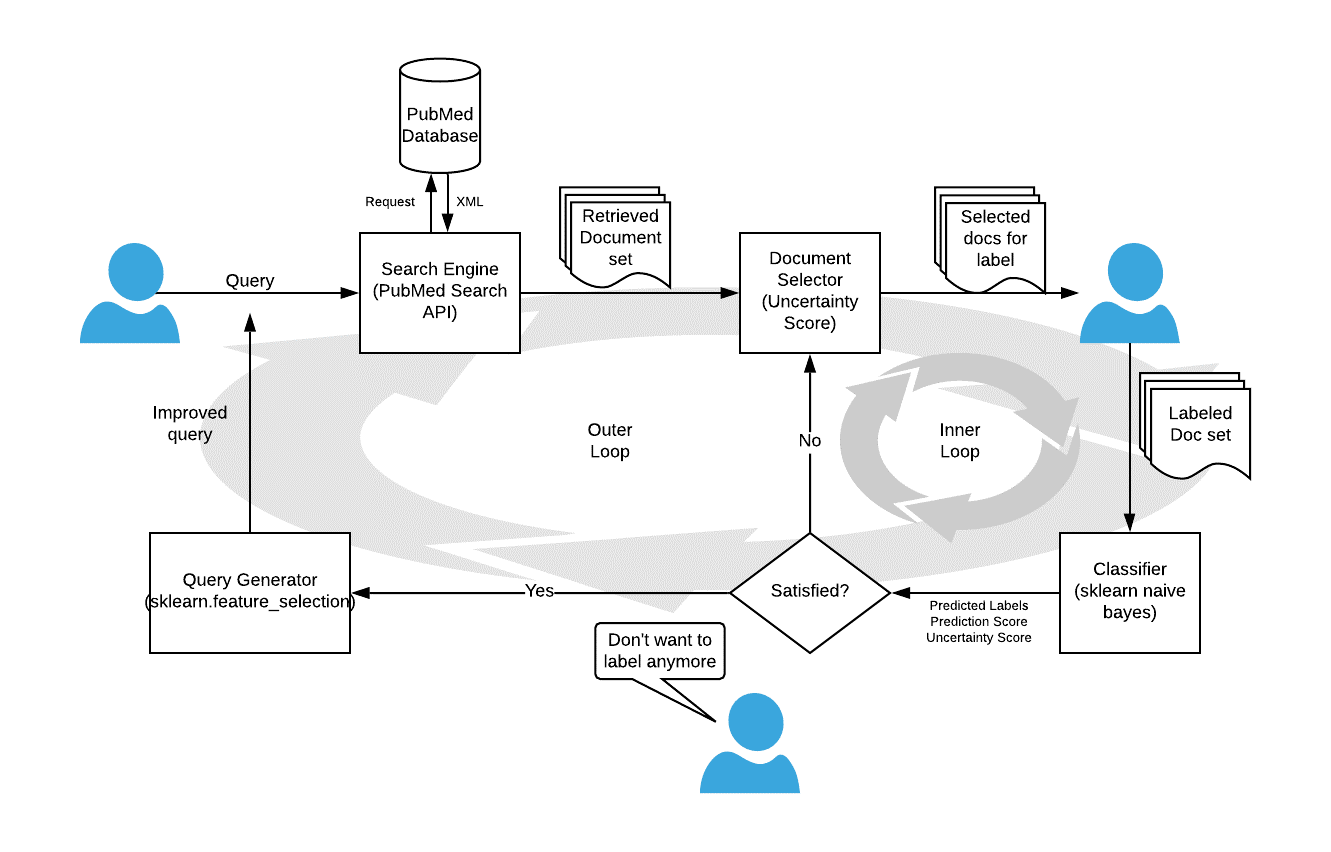 PubMed
Database
Request
XML
Retrieved
Document
set
Selected
docs for
label
Query
Search Engine
(PubMed Search
API)
Document
Selector
(Uncertainty
Score)
Improved
query
Outer
Loop
No
Inner
Loop
Labeled
Doc set
Query Generator
(sklearn.feature_selection)
Yes
Satisfied?
Predicted Labels
Prediction Score
Uncertainty Score
Classifier
(sklearn naive
bayes)
Don't want to
label anymore